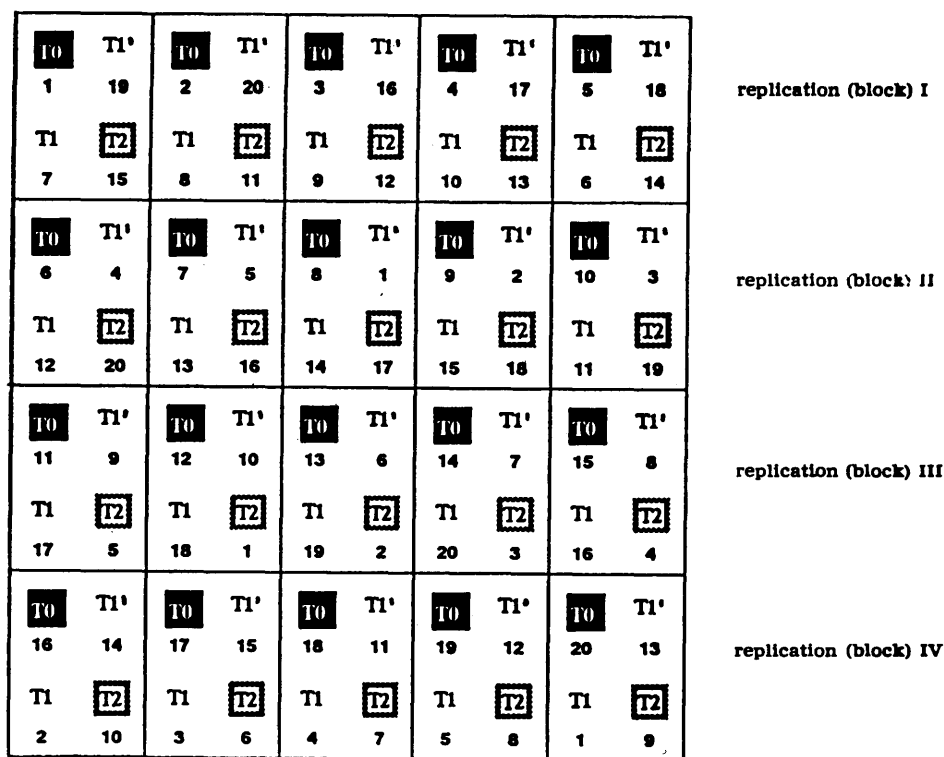 T0 T1' T0 T1' T0 T1' T0 T1' T0 T1'
1 19 2 20 3 16 4 17 5 18
replication (block) I
T1 T2 T1 T2 T1 T2 T1 T2 T1 T2
7 15 8 11 9 12 10 13 6 14
T0 T1' T0 T1' T0 T1' T0 T1' T0 T1'
6 4 7 5 8 1 9 2 10 3
replication (block) II
T1 T2 T1 T2 T1 T2 T1 T2 T1 T2
12 20 13 16 14 17 15 18 11 19
T0 T1' T0 T1' T0 T1' T0 T1' T0 T1'
11 9 12 10 13 6 14 7 15 8
replication (block) III
T1 T2 T1 T2 T1 T2 T1 T2 T1 T2
17 5 18 1 19 2 20 3 16 4
T0 T1' T0 T1' T0 T1' T0 T1' T0 T1'
16 14 17 15 18 11 19 12 20 13
replication (block) IV
T1 T2 T1 T2 T1 T2 T1 T2 T1 T2
2 10 3 6 4 7 5 8 1 9